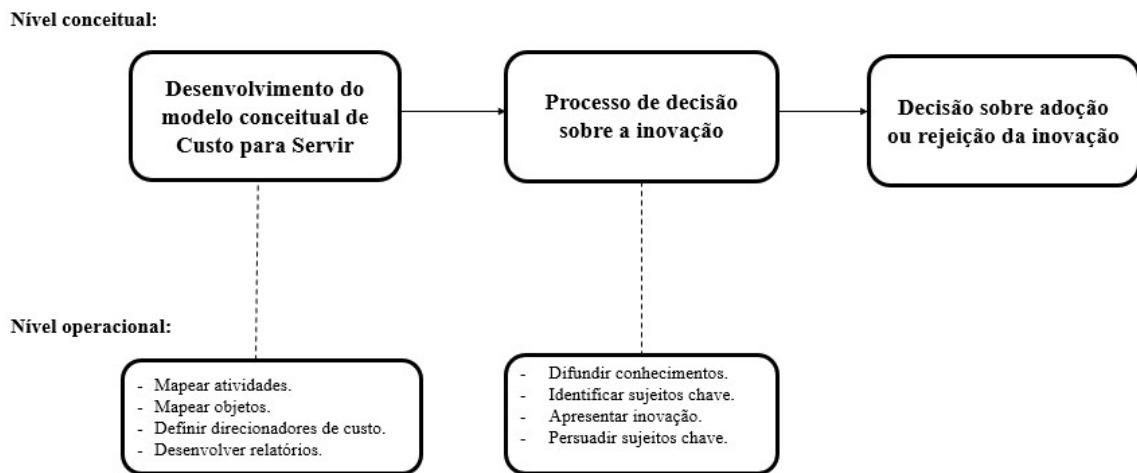 Nível conceitual:
Desenvolvimento do
modelo conceitual de
Custo para Servir
Processo de decisão
sobre a inovação
Decisão sobre adoção
ou rejeição da inovação
Nível operacional:
- Mapear atividades.
- Mapear objetos.
- Definir direcionadores de custo.
- Desenvolver relatórios.
- Difundir conhecimentos.
- Identificar sujeitos chave.
- Apresentar inovação.
- Persuadir sujeitos chave.